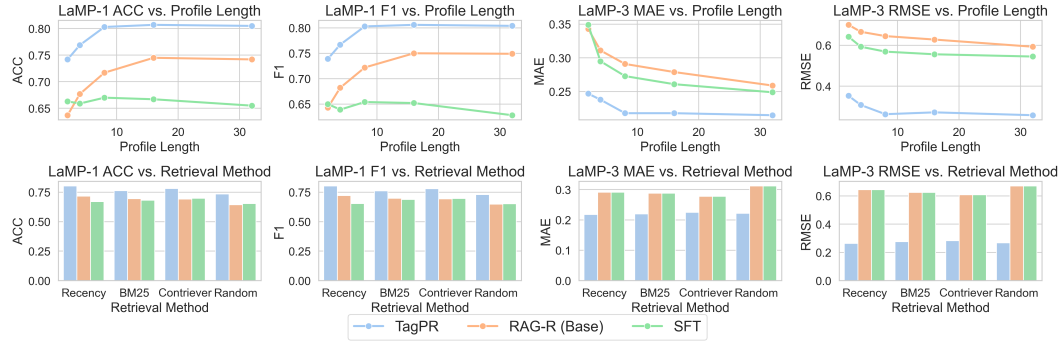 LaMP-1 ACC vs. Profile Length
LaMP-1 F1 vs. Profile Length
LaMP-3 MAE vs. Profile Length
LaMP-3 RMSE vs. Profile Length
ACC
0.80
0.75
0.70
0.65
10
20
30
Profile Length
F1
0.80
0.75
0.70
0.65
10
20
30
Profile Length
MAE
0.35
0.30
0.25
10
20
30
Profile Length
RMSE
0.6
0.4
10
20
30
Profile Length
LaMP-1 ACC vs. Retrieval Method
LaMP-1 F1 vs. Retrieval Method
LaMP-3 MAE vs. Retrieval Method
LaMP-3 RMSE vs. Retrieval Method
ACC
0.75
0.50
0.25
0.00
Recency
BM25
Contriever
Random
Retrieval Method
F1
0.75
0.50
0.25
0.00
Recency
BM25
Contriever
Random
Retrieval Method
MAE
0.3
0.2
0.1
0.0
Recency
BM25
Contriever
Random
Retrieval Method
RMSE
0.6
0.4
0.2
0.0
Recency
BM25
Contriever
Random
Retrieval Method
TagPR
RAG-R (Base)
SFT